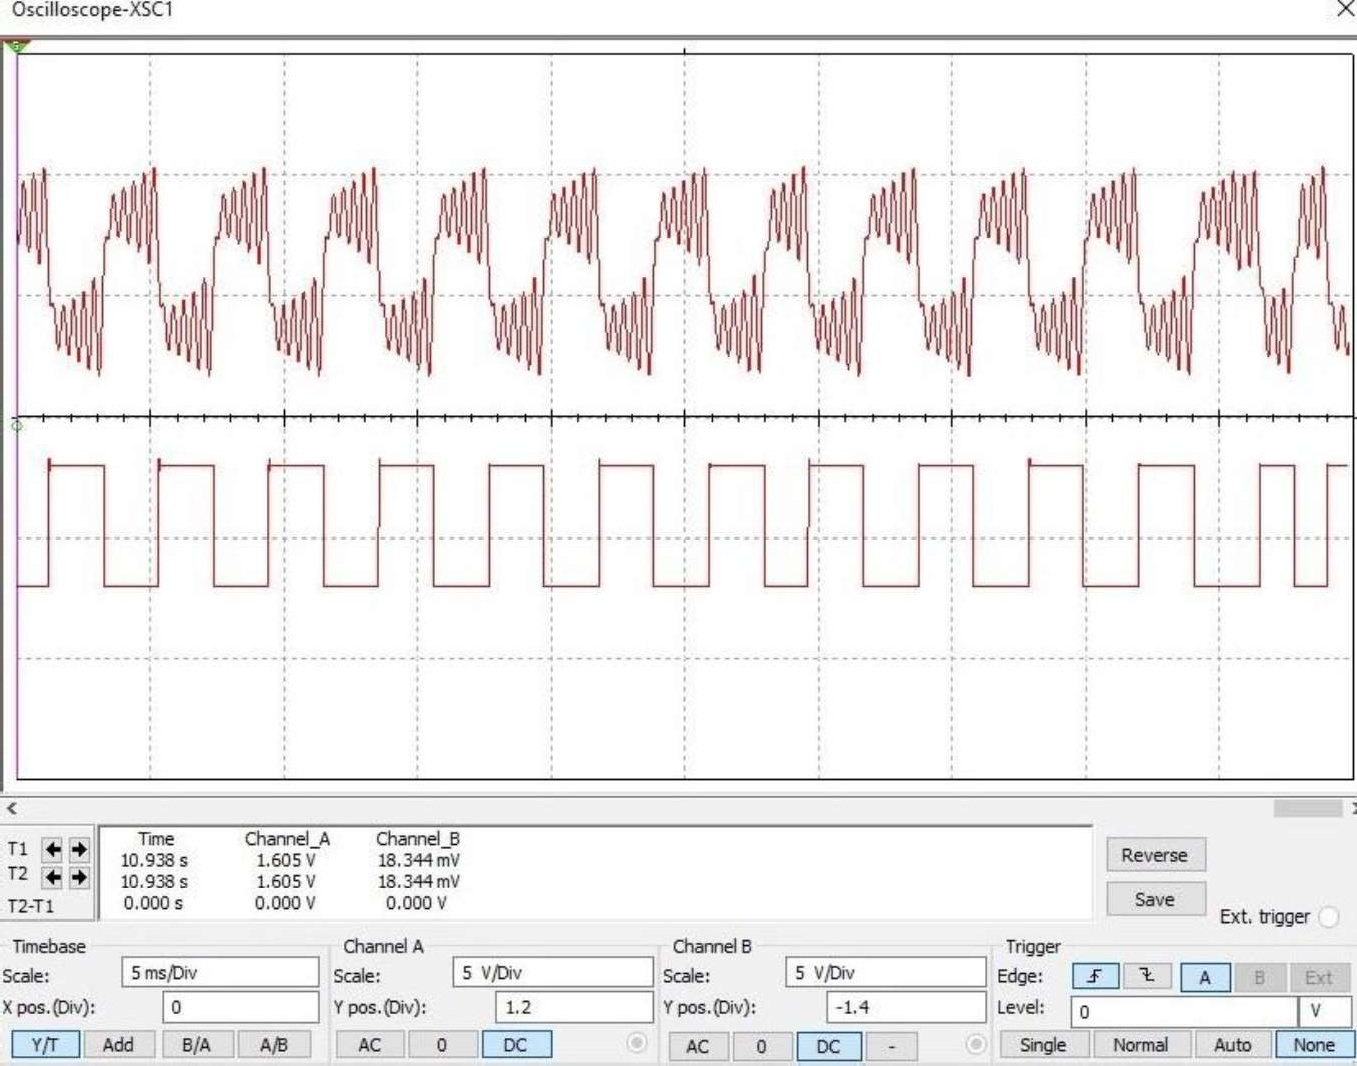 Oscilloscope-XSC1
Time Channel_A Channel_B
T1 10.938 s 1.605 V 18.344 mV
T2 10.938 s 1.605 V 18.344 mV
T2-T1 0.000 s 0.000 V 0.000 V
Reverse
Save
Ext. trigger
Timebase Channel A Channel B Trigger
Scale: 5 ms/Div Scale: 5 V/Div Scale: 5 V/Div Edge: A B Ext
X pos.(Div): 0 Y pos.(Div): 1.2 Y pos.(Div): -1.4 Level: 0 V
Y/T Add B/A A/B AC 0 DC AC 0 DC - Single Normal Auto None